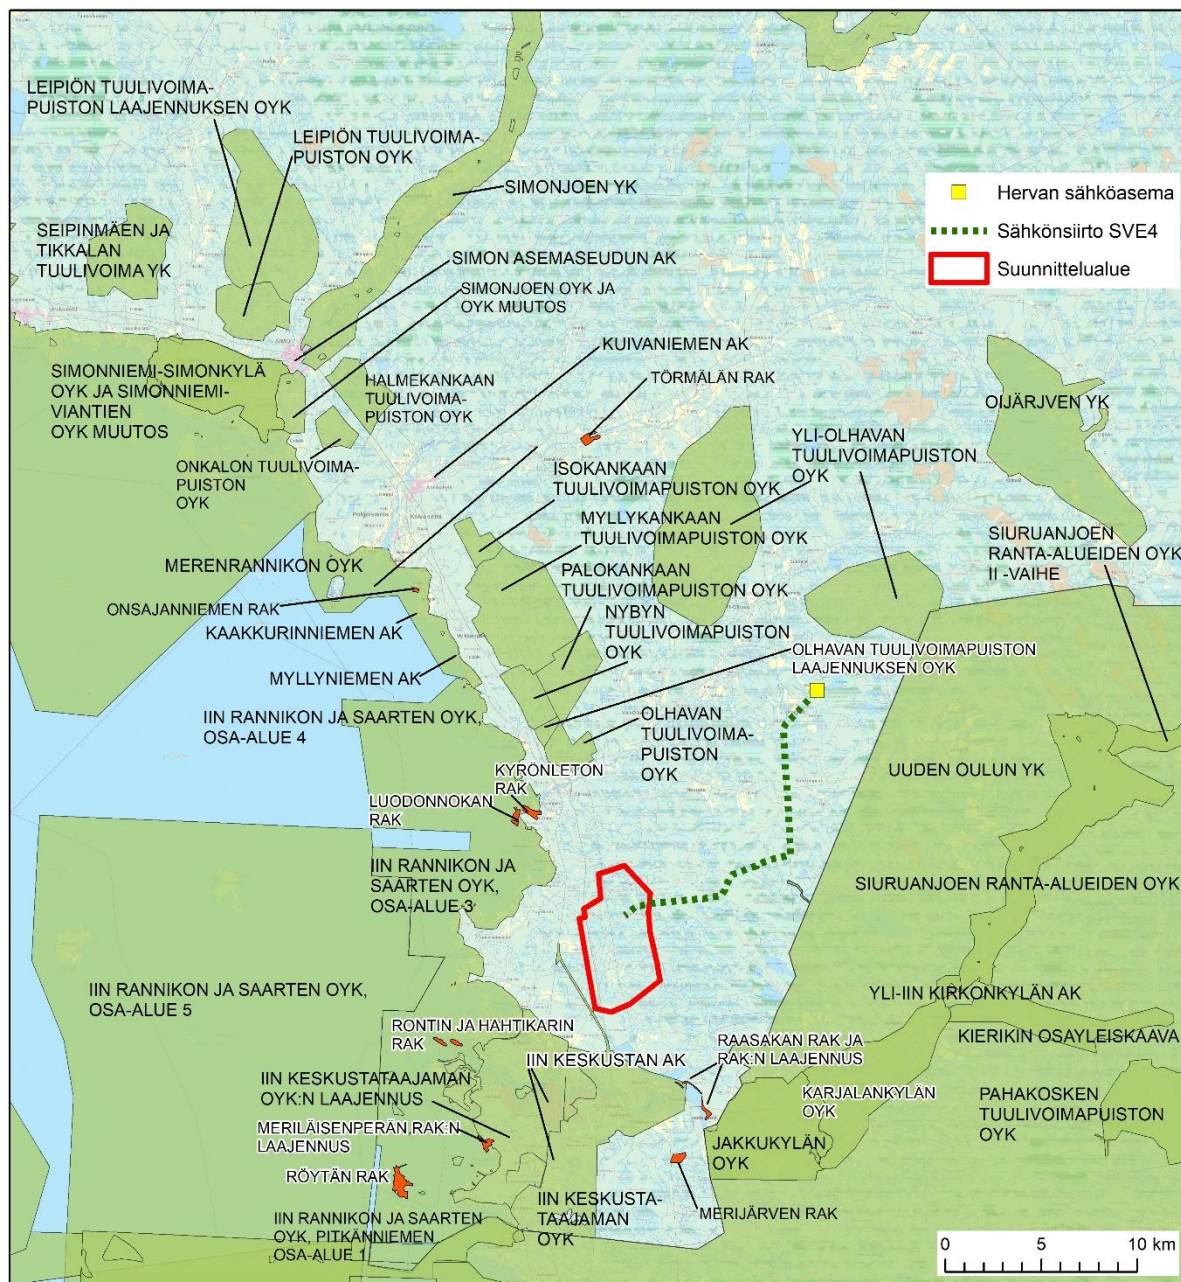 LEIPIÖN TUULIVOIMA-
PUISTON LAAJENNUKSEN OYK
LEIPIÖN TUULIVOIMA-
PUISTON OYK
SIMONJOEN YK
Hervan sähköasema
Sähkönsiirto SVE4
Suunnittelualue
SEIPINMÄEN JA
TIKKALAN
TUULIVOIMA YK
SIMON ASEMASEUDUN AK
SIMONJOEN OYK JA
OYK MUUTOS
KUIVANIEMEN AK
SIMONNIEMI-SIMONKYLÄ
OYK JA SIMONNIEMI-
VIANTIEN
OYK MUUTOS
HALMEKANKAAN
TUULIVOIMA-
PUISTON OYK
TÖRMÄLÄN RAK
OIJÄRJVEN YK
YLI-OLHAVAN
TUULIVOIMAPUISTON
OYK
ONKALON TUULIVOIMA-
PUISTON
OYK
ISOKANKAAN
TUULIVOIMAPUISTON OYK
MYLLYKANKAAN
TUULIVOIMAPUISTON OYK
SIURUANJOEN
RANTA-ALUEIDEN OYK
II -VAIHE
MERENRANNIKON OYK
PALOKANKAAN
TUULIVOIMAPUISTON OYK
ONSAJANNIEMEN RAK
NYBYN
TUULIVOIMAPUISTON
OYK
KAAKKURINNIEMEN AK
OLHAVAN TUULIVOIMAPUISTON
LAAJENNUKSEN OYK
MYLLYNIEMEN AK
IIN RANNIKON JA SAARTEN OYK,
OSA-ALUE 4
OLHAVAN
TUULIVOIMA-
PUISTON
OYK
UUDEN OULUN YK
KYRÖNLETON
RAK
LUODONNOKAN
RAK
IIN RANNIKON JA
SAARTEN OYK,
OSA-ALUE 3
SIURUANJOEN RANTA-ALUEIDEN OYK
IIN RANNIKON JA SAARTEN OYK,
OSA-ALUE 5
YLI-IIN KIRKONKYLÄN AK
KIERIKIN OSAYLEISKAAVA
RONTIN JA HAHTIKARIN
RAK
RAASAKAN RAK JA
RAK:N LAAJENNUS
IIN KESKUSTAN AK
IIN KESKUSTATAAJAMAN
OYK:N LAAJENNUS
KARJALANKYLÄN
OYK
PAHAKOSKEN
TUULIVOIMAPUISTON
OYK
MERILÄISENPERÄN RAK:N
LAAJENNUS
JAKKUKYLÄN
OYK
RÖYTÄN RAK
IIN KESKUSTA-
TAAJAMAN
OYK
MERIJÄRVEN RAK
IIN RANNIKON JA SAARTEN
OYK, PITKÄNNIEMEN
OSA-ALUE 1
0 5 10 km